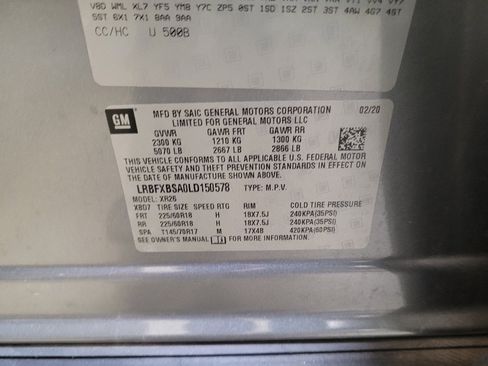 V8D WML XL7 YF5 YM8 Y7C ZP5 0ST 1SD 1SZ 2ST 3ST 4AW 4G7 4ST
5ST 6X1 7X1 8AA 9AA
CC/HC U 500B
GM
MFD BY SAIC GENERAL MOTORS CORPORATION 02/20
LIMITED FOR GENERAL MOTORS LLC
GVWR GAWR FRT GAWR RR
2300 KG 1210 KG 1300 KG
5070 LB 2667 LB 2866 LB
THIS VEHICLE CONFORMS TO ALL APPLICABLE U.S. FEDERAL MOTOR
VEHICLE SAFETY, BUMPER, AND THEFT PREVENTION STANDARDS IN
EFFECT ON THE DATE OF MANUFACTURE SHOWN ABOVE.
LRBFXBSA0LD150578 TYPE: M.P.V.
MODEL: XR26
XBD7 TIRE SIZE SPEED RTG RIM COLD TIRE PRESSURE
FRT 225/60R18 H 18X7.5J 240KPA(35PSI)
RR 225/60R18 H 18X7.5J 240KPA(35PSI)
SPA T145/70R17 M 17X4B 420KPA(60PSI)
SEE OWNER'S MANUAL FOR MORE INFORMATION.